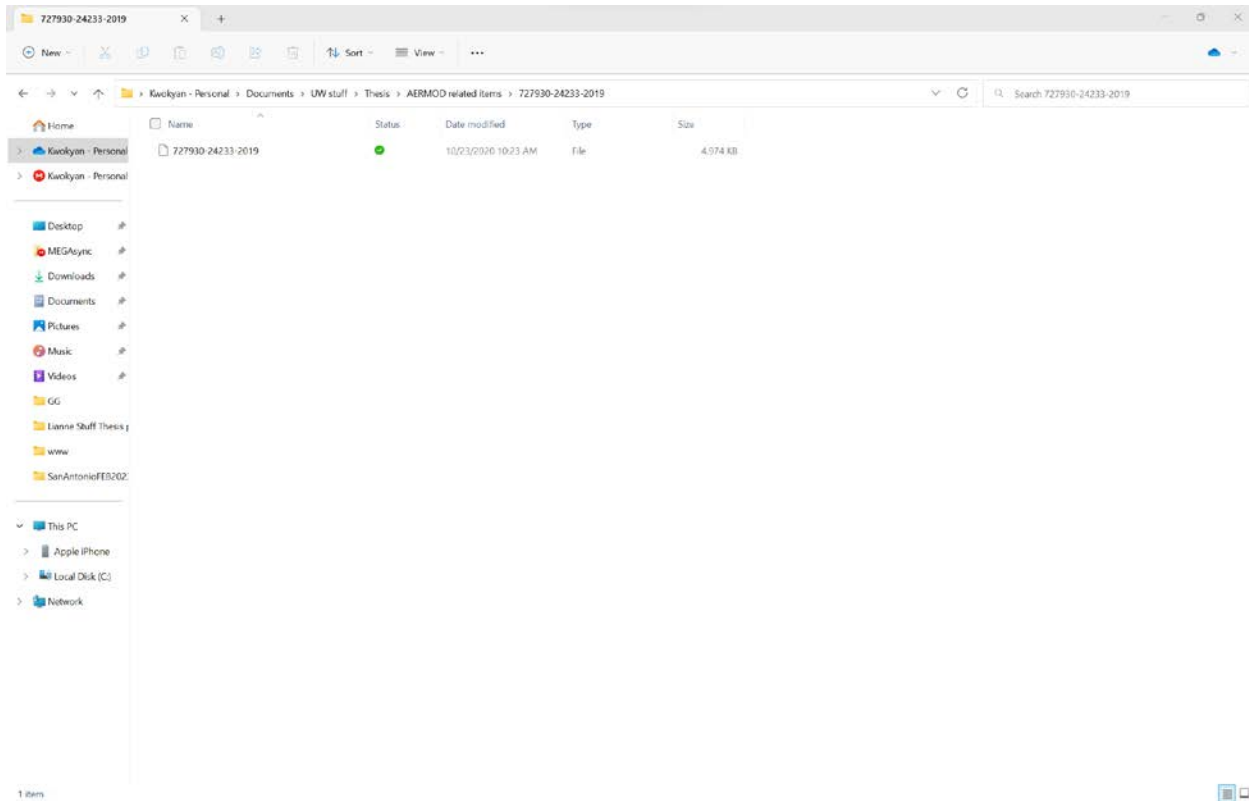 727930-24233-2019
New Sort View
Kwokyan - Personal > Documents > UW stuff > Thesis > AERMOD related items > 727930-24233-2019
Search 727930-24233-2019
Home
Kwokyan - Personal
Kwokyan - Personal
Desktop
MEGAsync
Downloads
Documents
Pictures
Music
Videos
GG
Lianne Stuff Thesis p
www
SanAntonioFEB202
This PC
Apple iPhone
Local Disk (C:)
Network
Name Status Date modified Type Size
727930-24233-2019 10/23/2020 10:23 AM File 4,974 KB
1 item